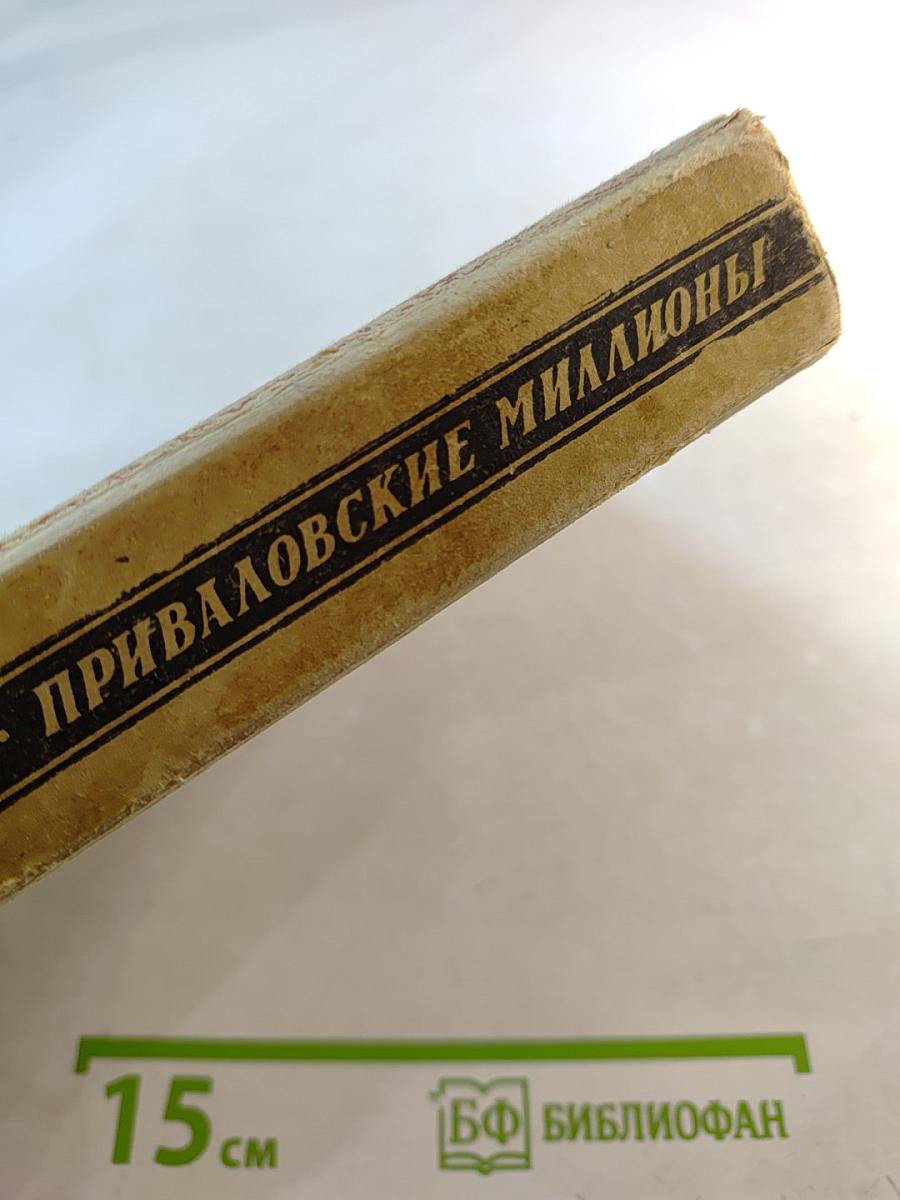 · ПРИВАЛОВСКИЕ МИЛЛИОНЫ
15 см
БФ БИБЛИОФАН